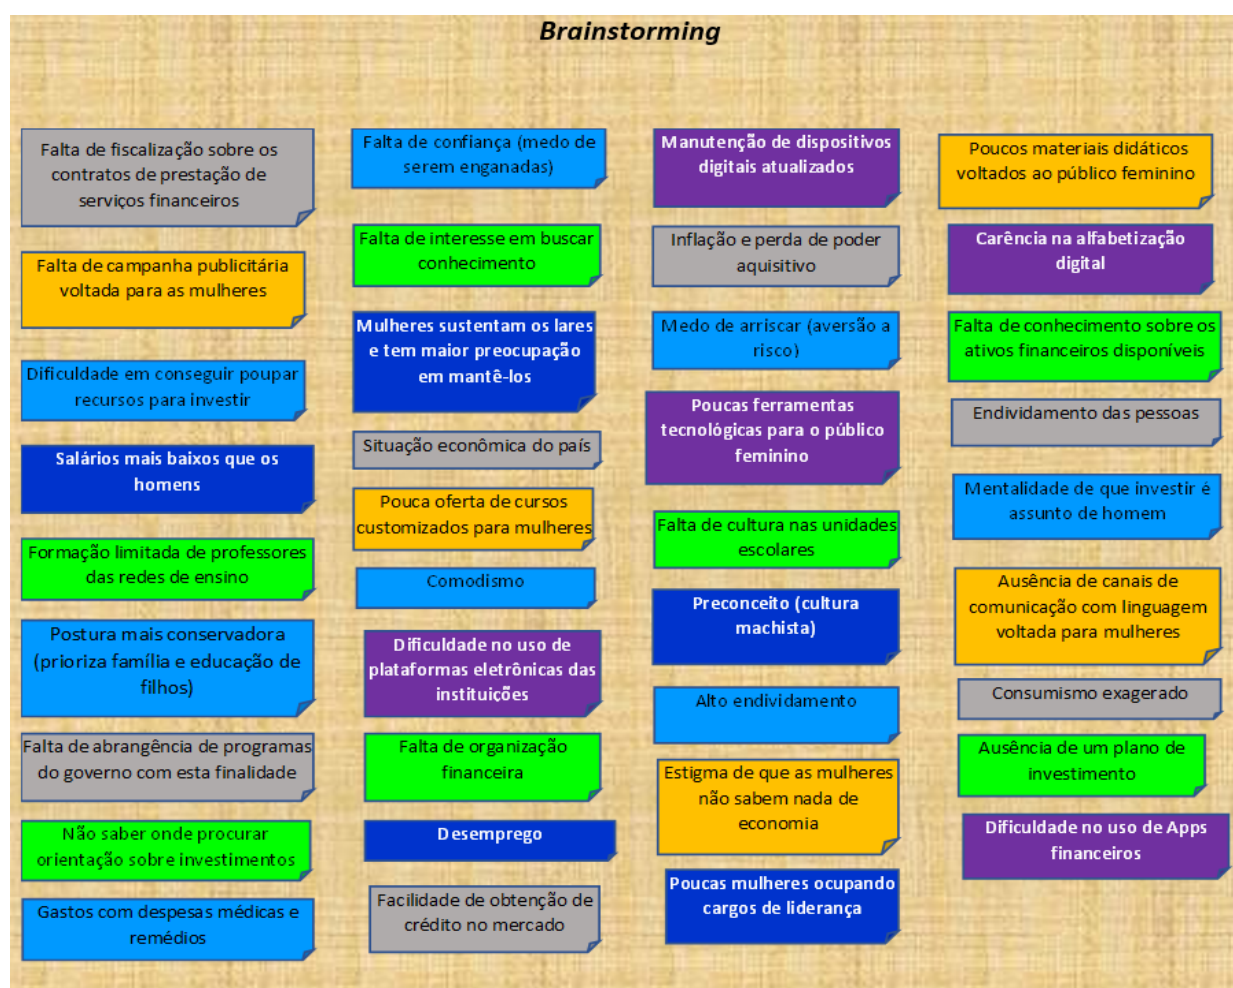 Brainstorming
Falta de fiscalização sobre os
contratos de prestação de
serviços financeiros
Falta de campanha publicitária
voltada para as mulheres
Dificuldade em conseguir poupar
recursos para investir
Salários mais baixos que os
homens
Formação limitada de professores
das redes de ensino
Postura mais conservadora
(prioriza família e educação de
filhos)
Falta de abrangência de programas
do governo com esta finalidade
Não saber onde procurar
orientação sobre investimentos
Gastos com despesas médicas e
remédios
Falta de confiança (medo de
serem enganadas)
Falta de interesse em buscar
conhecimento
Mulheres sustentam os lares
e tem maior preocupação
em mantê-los
Situação econômica do país
Pouca oferta de cursos
customizados para mulheres
Comodismo
Dificuldade no uso de
plataformas eletrônicas das
instituições
Falta de organização
financeira
Desemprego
Facilidade de obtenção de
crédito no mercado
Manutenção de dispositivos
digitais atualizados
Inflação e perda de poder
aquisitivo
Medo de arriscar (aversão a
risco)
Poucas ferramentas
tecnológicas para o público
feminino
Falta de cultura nas unidades
escolares
Preconceito (cultura
machista)
Alto endividamento
Estigma de que as mulheres
não sabem nada de
economia
Poucas mulheres ocupando
cargos de liderança
Poucos materiais didáticos
voltados ao público feminino
Carência na alfabetização
digital
Falta de conhecimento sobre os
ativos financeiros disponíveis
Endividamento das pessoas
Mentalidade de que investir é
assunto de homem
Ausência de canais de
comunicação com linguagem
voltada para mulheres
Consumismo exagerado
Ausência de um plano de
investimento
Dificuldade no uso de Apps
financeiros